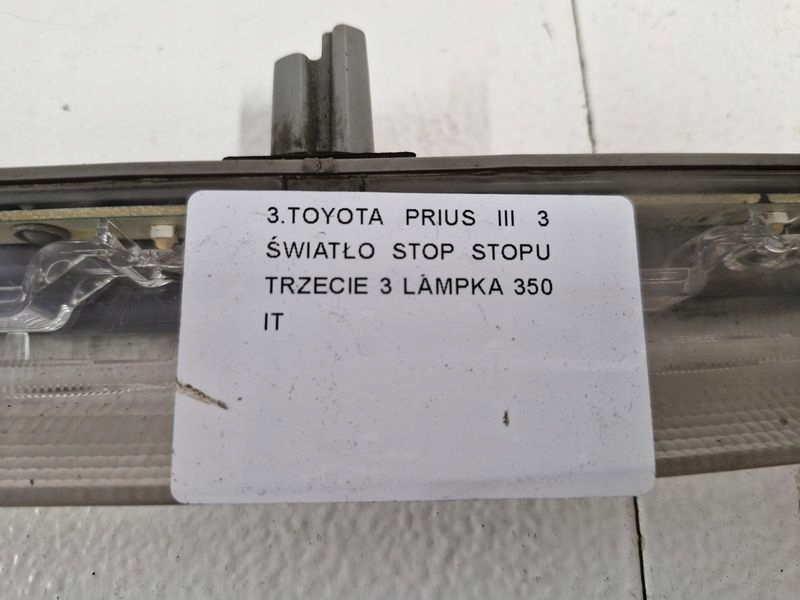 3.TOYOTA PRIUS III 3
ŚWIATŁO STOP STOPU
TRZECIE 3 LAMPKA 350
IT